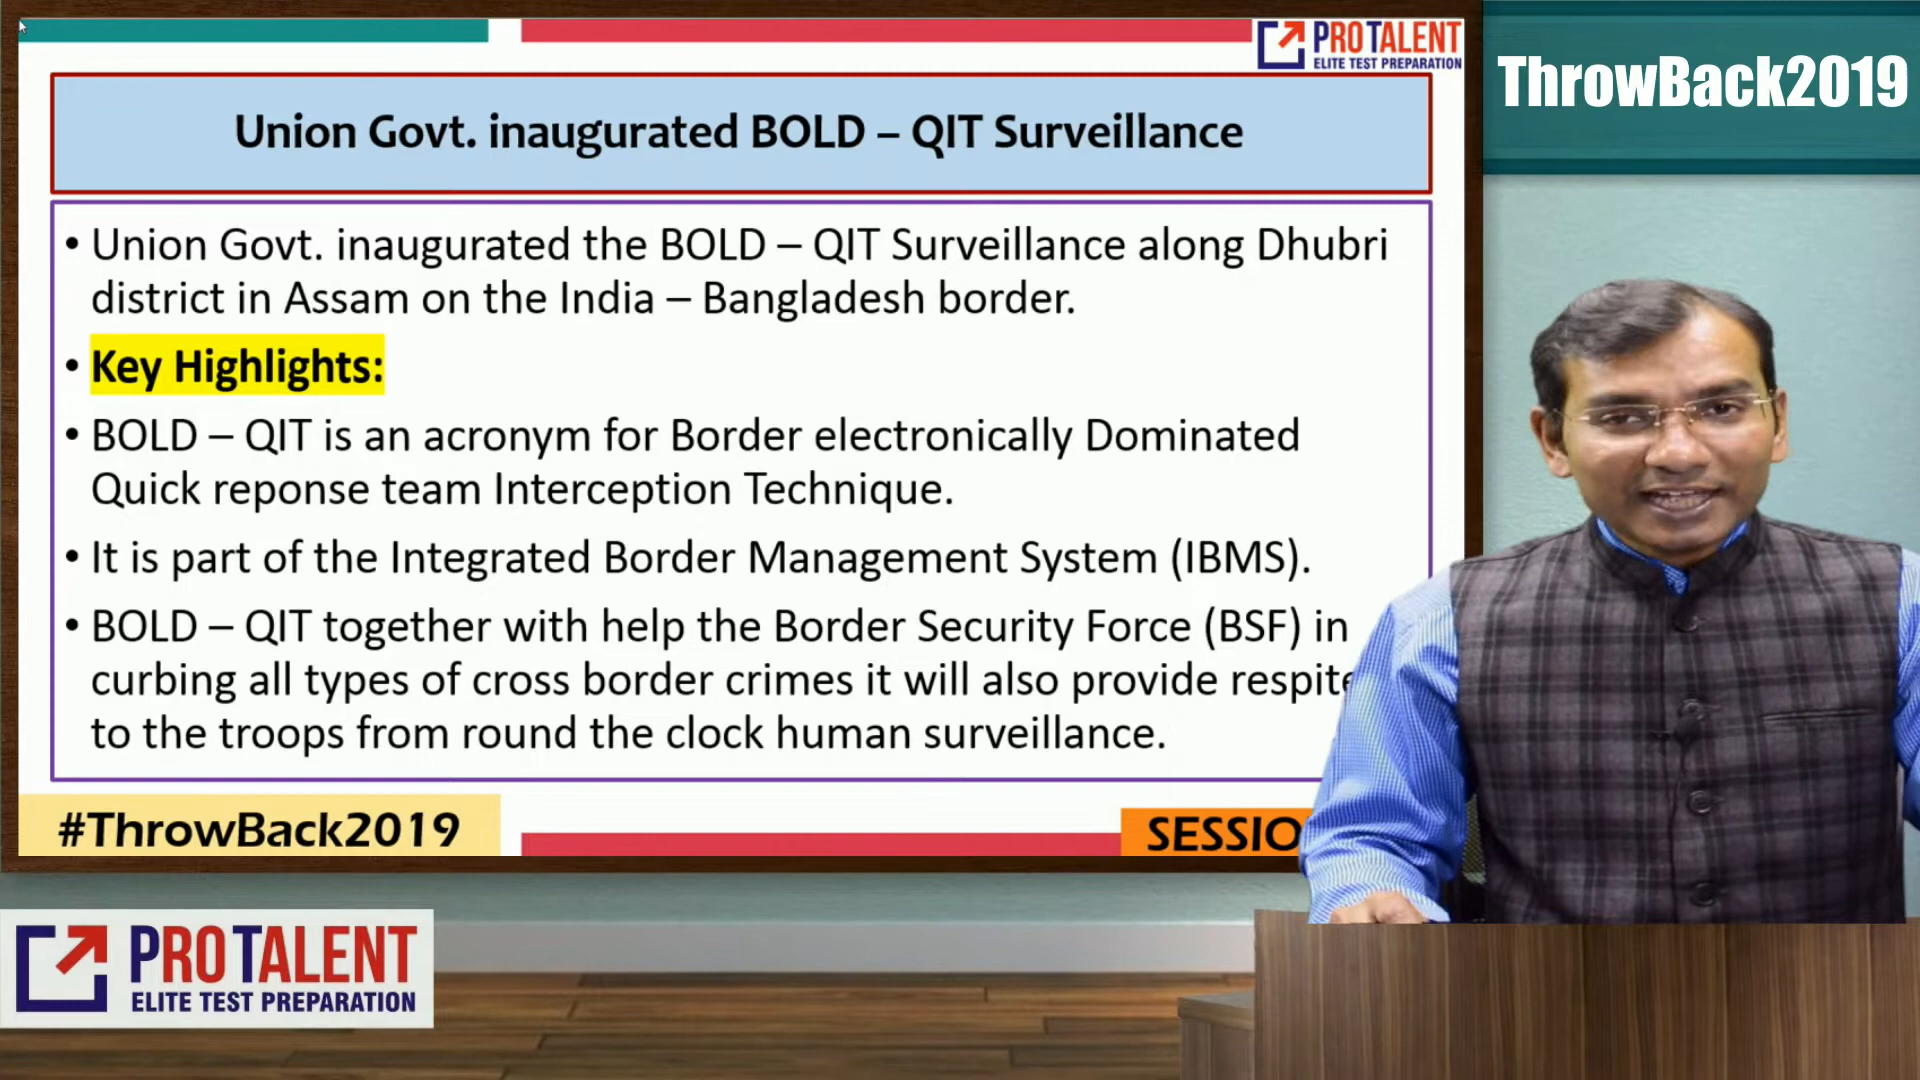 PROTALENT
ELITE TEST PREPARATION
ThrowBack2019
Union Govt. inaugurated BOLD – QIT Surveillance
• Union Govt. inaugurated the BOLD – QIT Surveillance along Dhubri
district in Assam on the India – Bangladesh border.
• Key Highlights:
• BOLD – QIT is an acronym for Border electronically Dominated
Quick reponse team Interception Technique.
• It is part of the Integrated Border Management System (IBMS).
• BOLD – QIT together with help the Border Security Force (BSF) in
curbing all types of cross border crimes it will also provide respite
to the troops from round the clock human surveillance.
#ThrowBack2019
SESSIO
PROTALENT
ELITE TEST PREPARATION